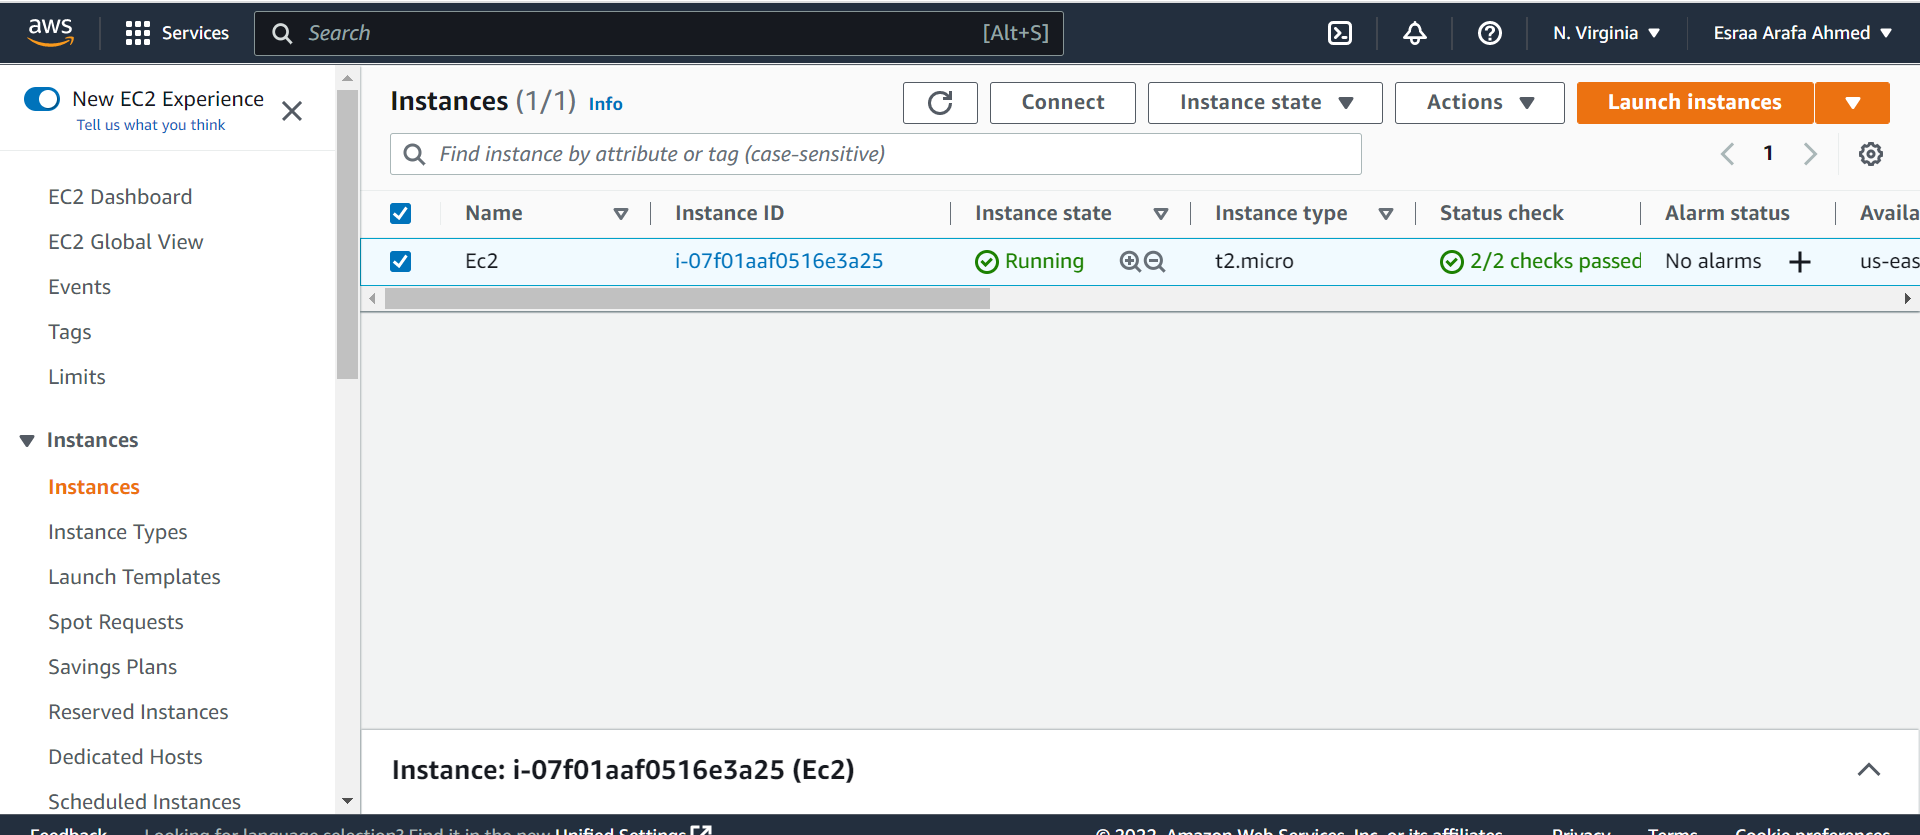 aws
Services
Search [Alt+S]
N. Virginia
Esraa Arafa Ahmed
New EC2 Experience
Tell us what you think
EC2 Dashboard
EC2 Global View
Events
Tags
Limits
Instances
Instances
Instance Types
Launch Templates
Spot Requests
Savings Plans
Reserved Instances
Dedicated Hosts
Scheduled Instances
Instances (1/1) Info
Connect
Instance state
Actions
Launch instances
Find instance by attribute or tag (case-sensitive)
1
Name Instance ID Instance state Instance type Status check Alarm status Availa
Ec2 i-07f01aaf0516e3a25 Running t2.micro 2/2 checks passed No alarms + us-eas
Instance: i-07f01aaf0516e3a25 (Ec2)
Feedback Looking for language selection? Find it in the new Unified Settings © 2022, Amazon Web Services, Inc. or its affiliates. Privacy Terms Cookie preferences